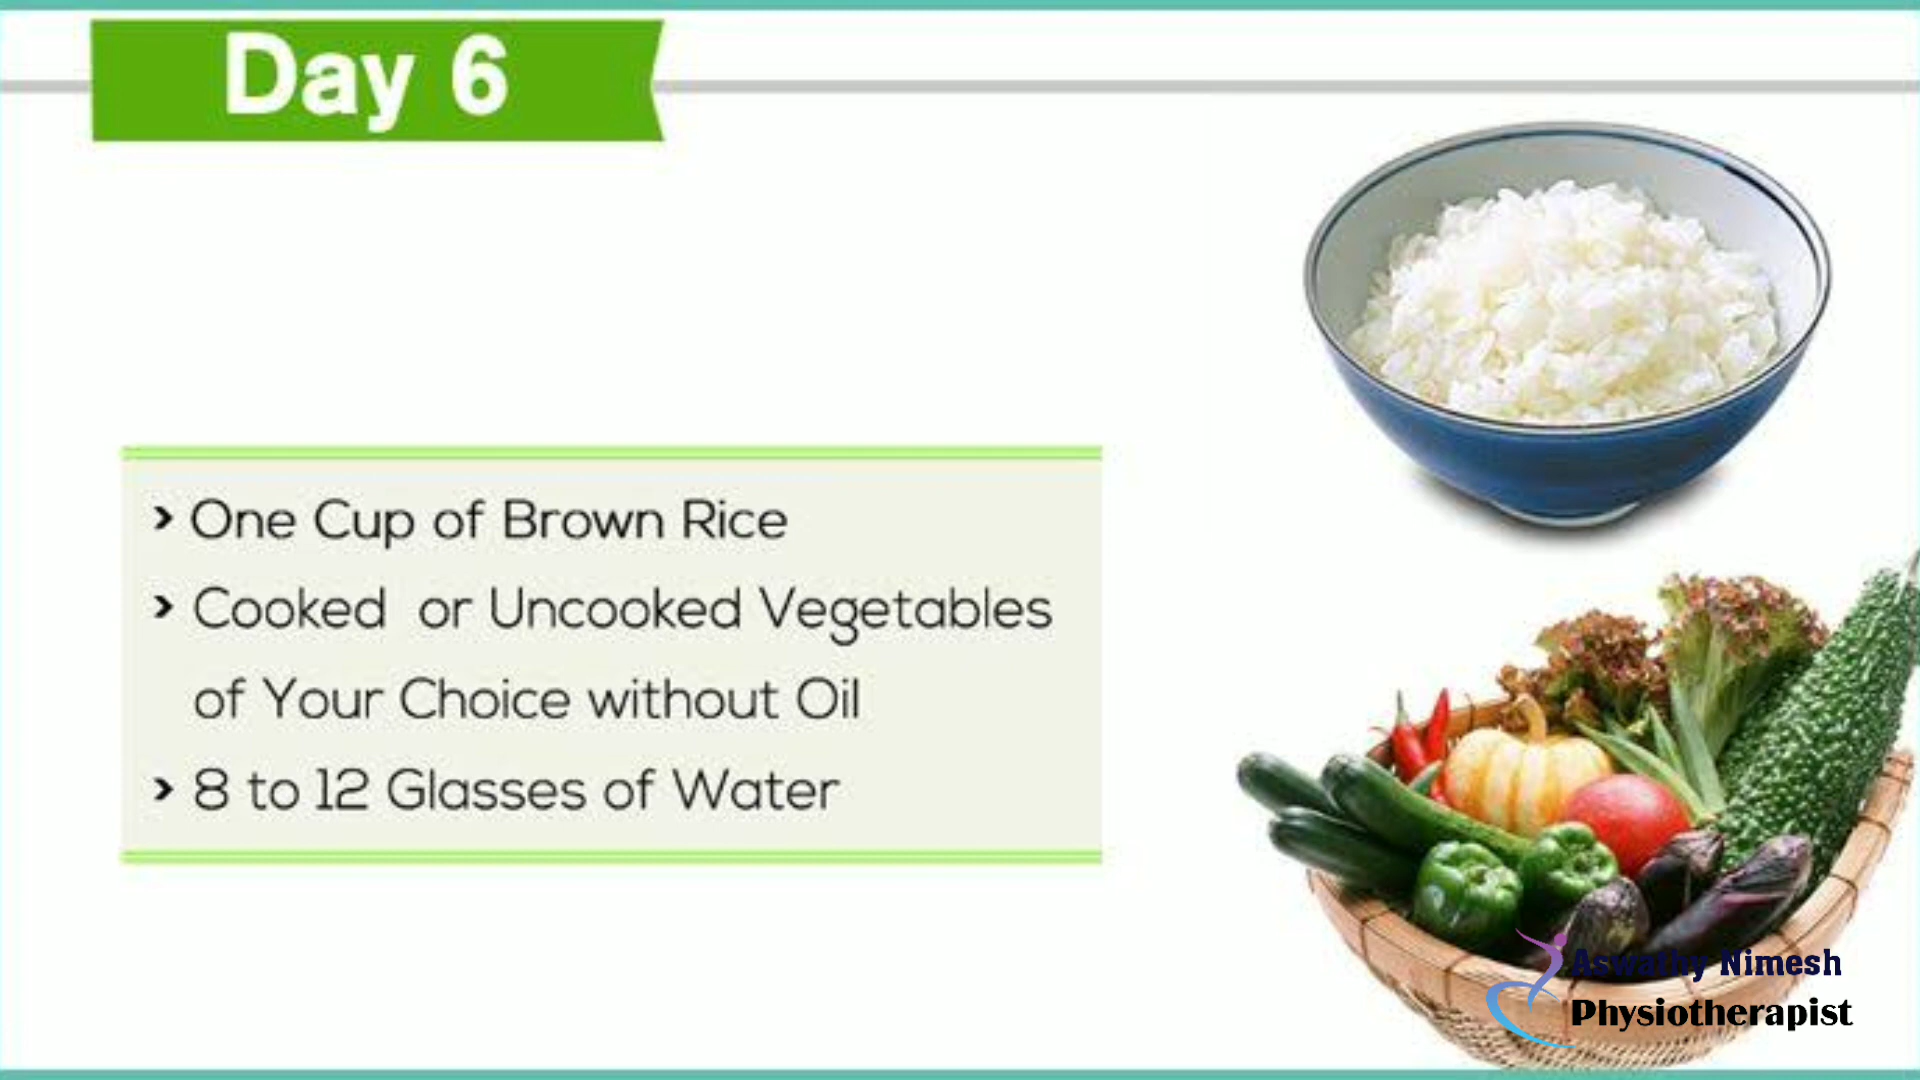 Day 6
› One Cup of Brown Rice
› Cooked or Uncooked Vegetables
of Your Choice without Oil
› 8 to 12 Glasses of Water
Aswathy Nimesh
Physiotherapist